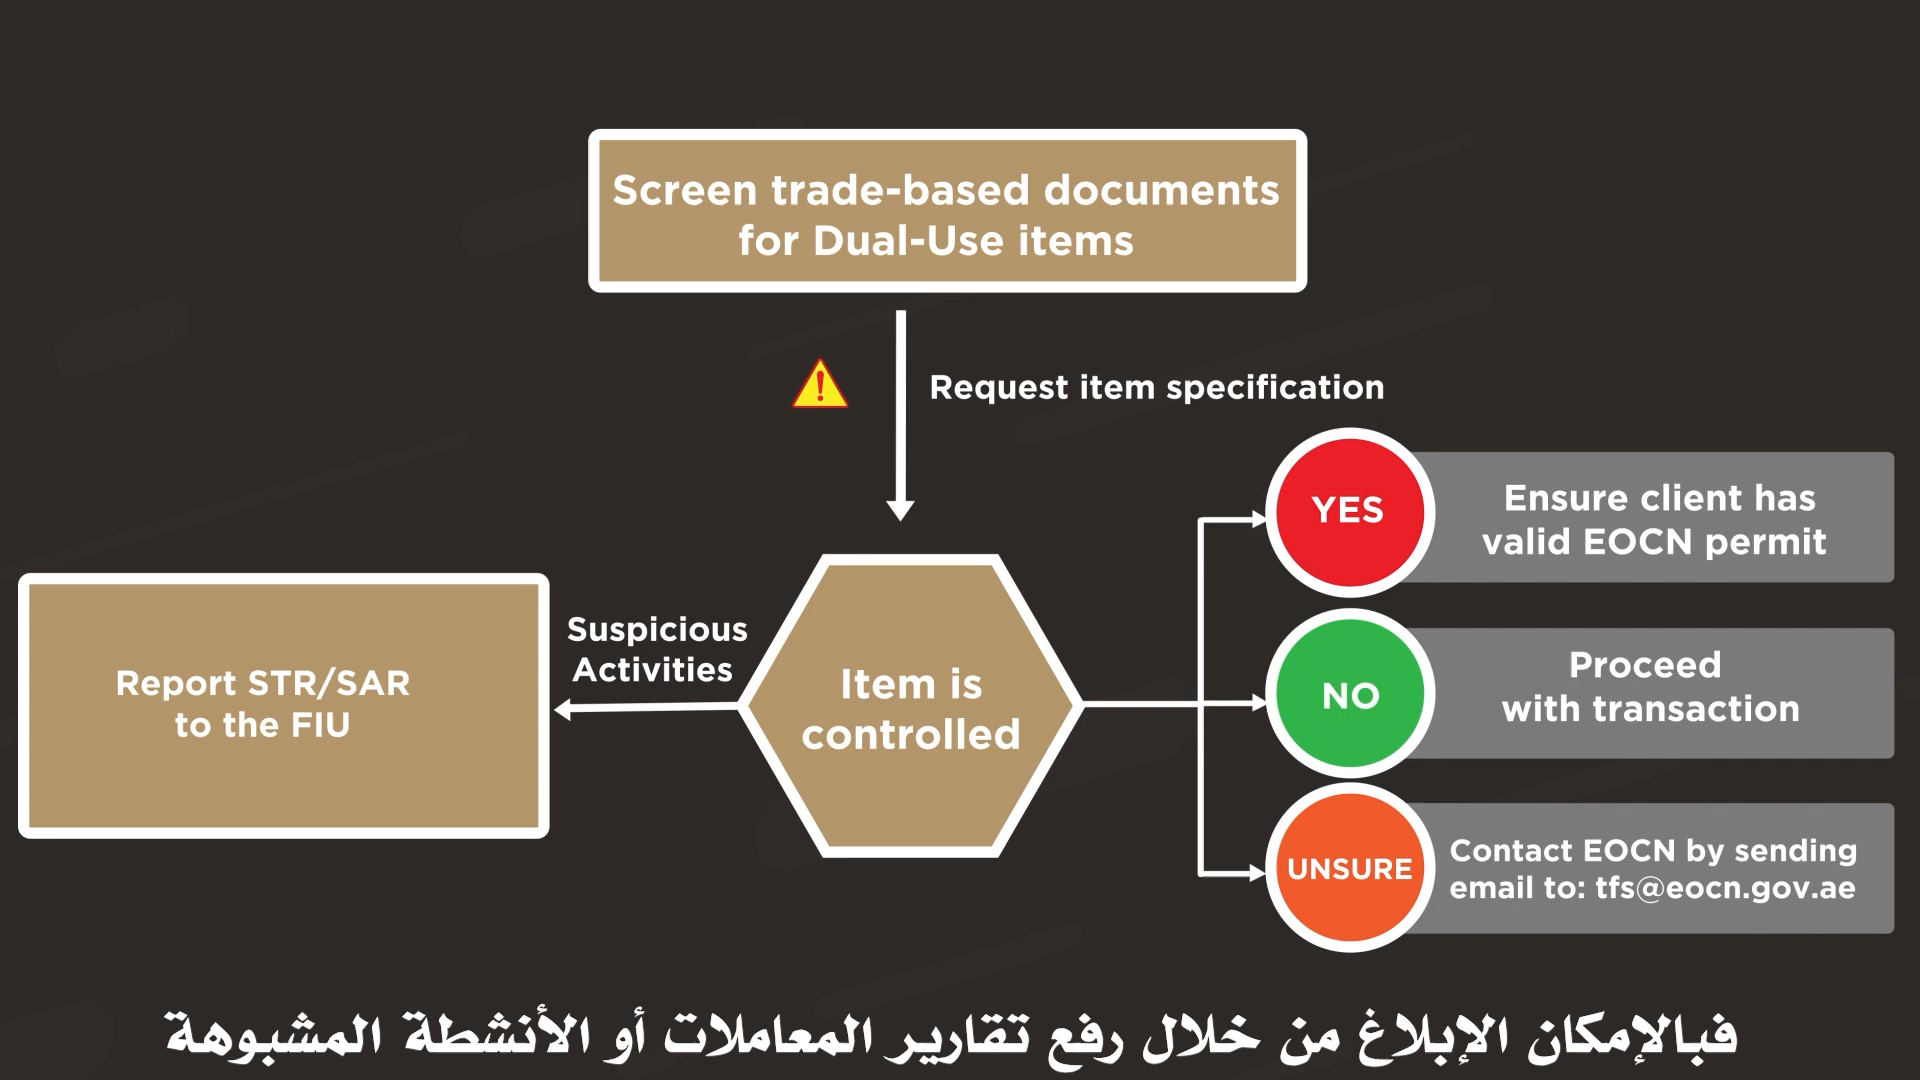 Screen trade-based documents
for Dual-Use items
Request item specification
YES
Ensure client has
valid EOCN permit
Suspicious
Activities
Report STR/SAR
to the FIU
Item is
controlled
NO
Proceed
with transaction
UNSURE
Contact EOCN by sending
email to: tfs@eocn.gov.ae
فبالإمكان الإبلاغ من خلال رفع تقارير المعاملات أو الأنشطة المشبوهة